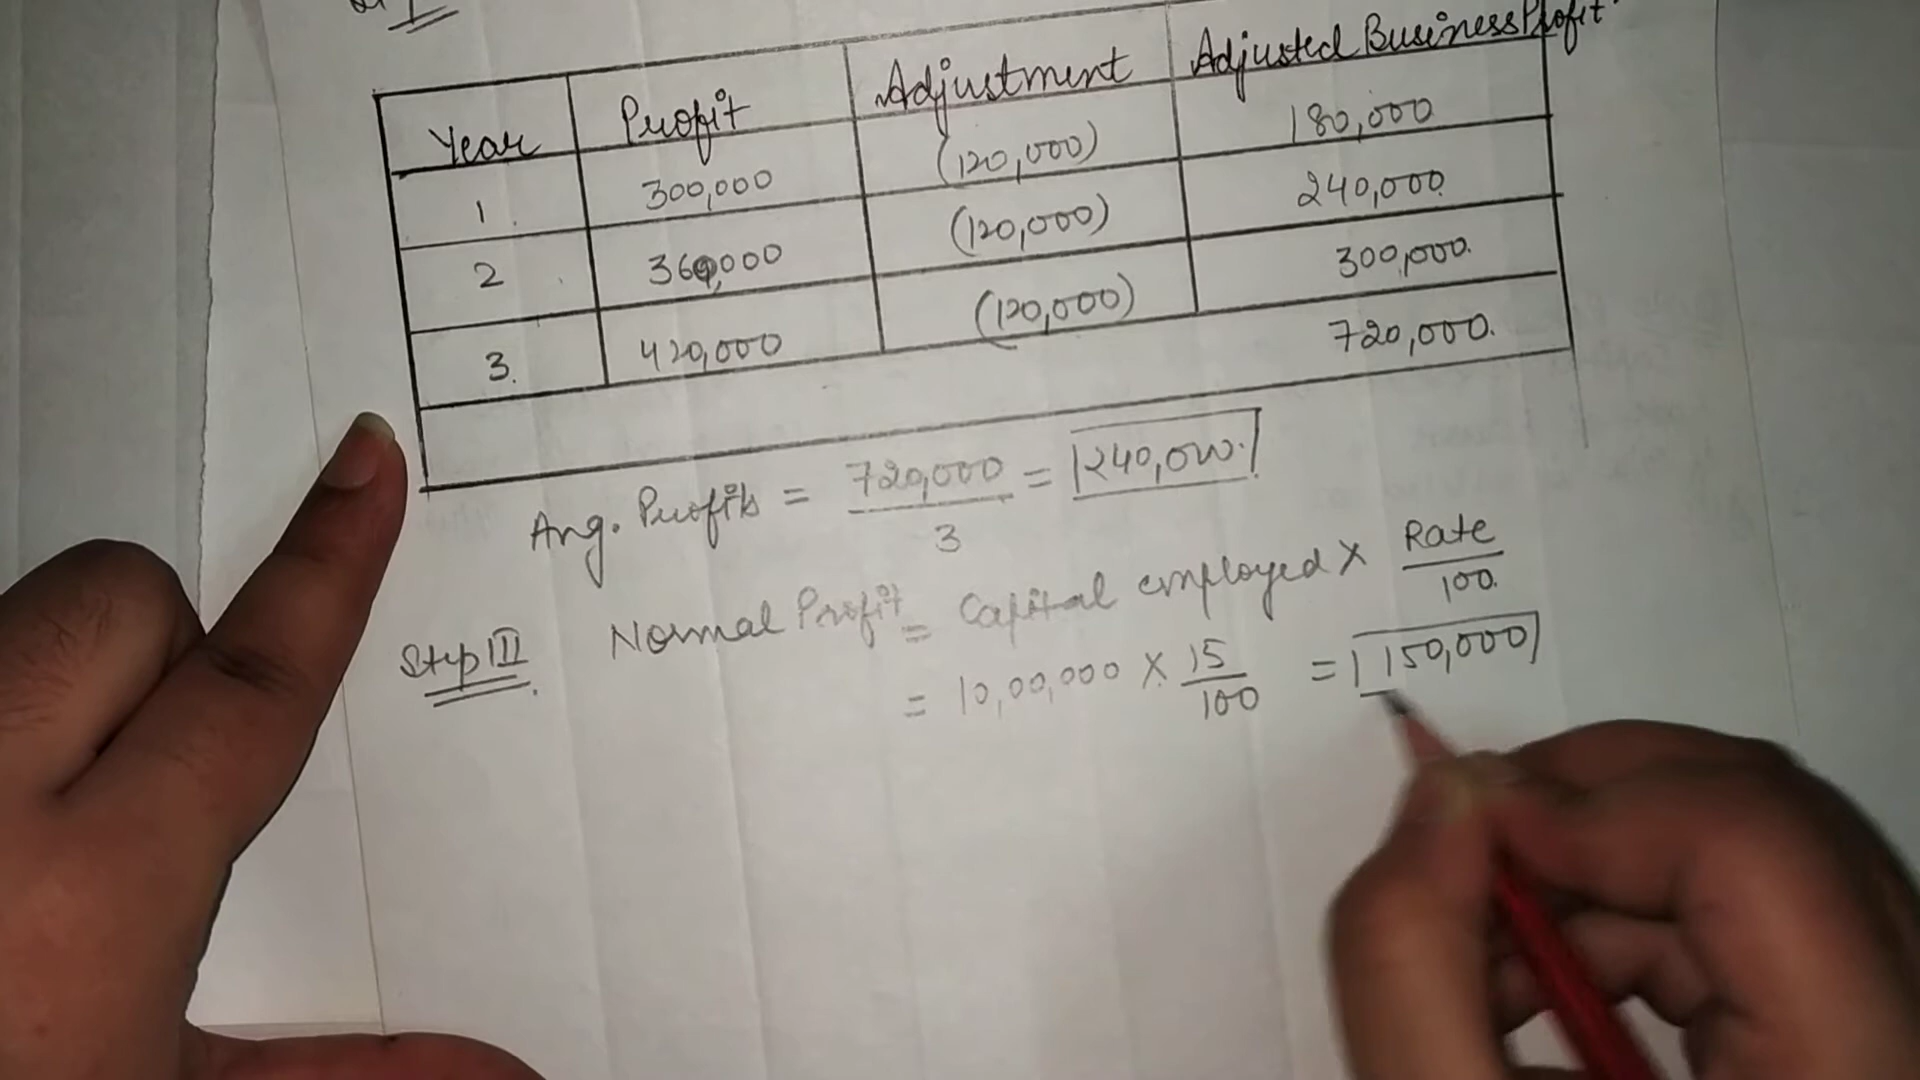 Year Profit Adjustment Adjusted Business Profit
1. 300,000 (120,000) 180,000
2 360,000 (120,000) 240,000.
3. 420,000 (120,000) 300,000.
720,000.
Avg. Profits = 720,000 / 3 = 240,000.
Step III Normal Profit = Capital employed × Rate / 100.
= 10,00,000 × 15 / 100 = 150,000